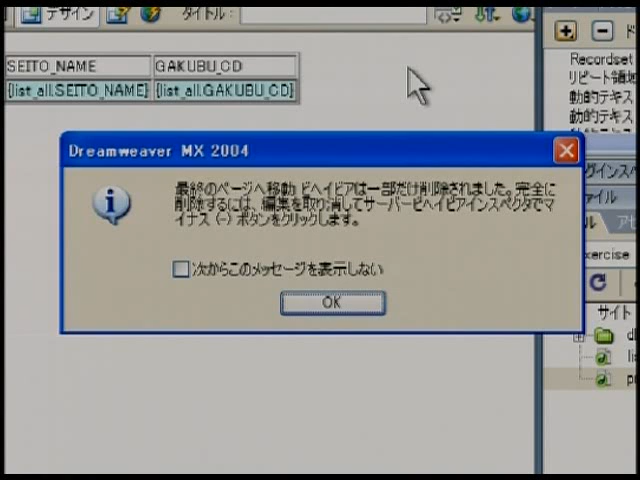 デザイン
タイトル:
SEITO_NAME
GAKUBU_CD
{list_all.SEITO_NAME}
{list_all.GAKUBU_CD}
Recordset
リピート領域
動的テキス
動的テキス
Dreamweaver MX 2004
最終のページへ移動 ビヘイビアは一部だけ削除されました。完全に
削除するには、編集を取り消してサーバービヘイビアインスペクタでマ
イナス (-) ボタンをクリックします。
次からこのメッセージを表示しない
OK
サイト